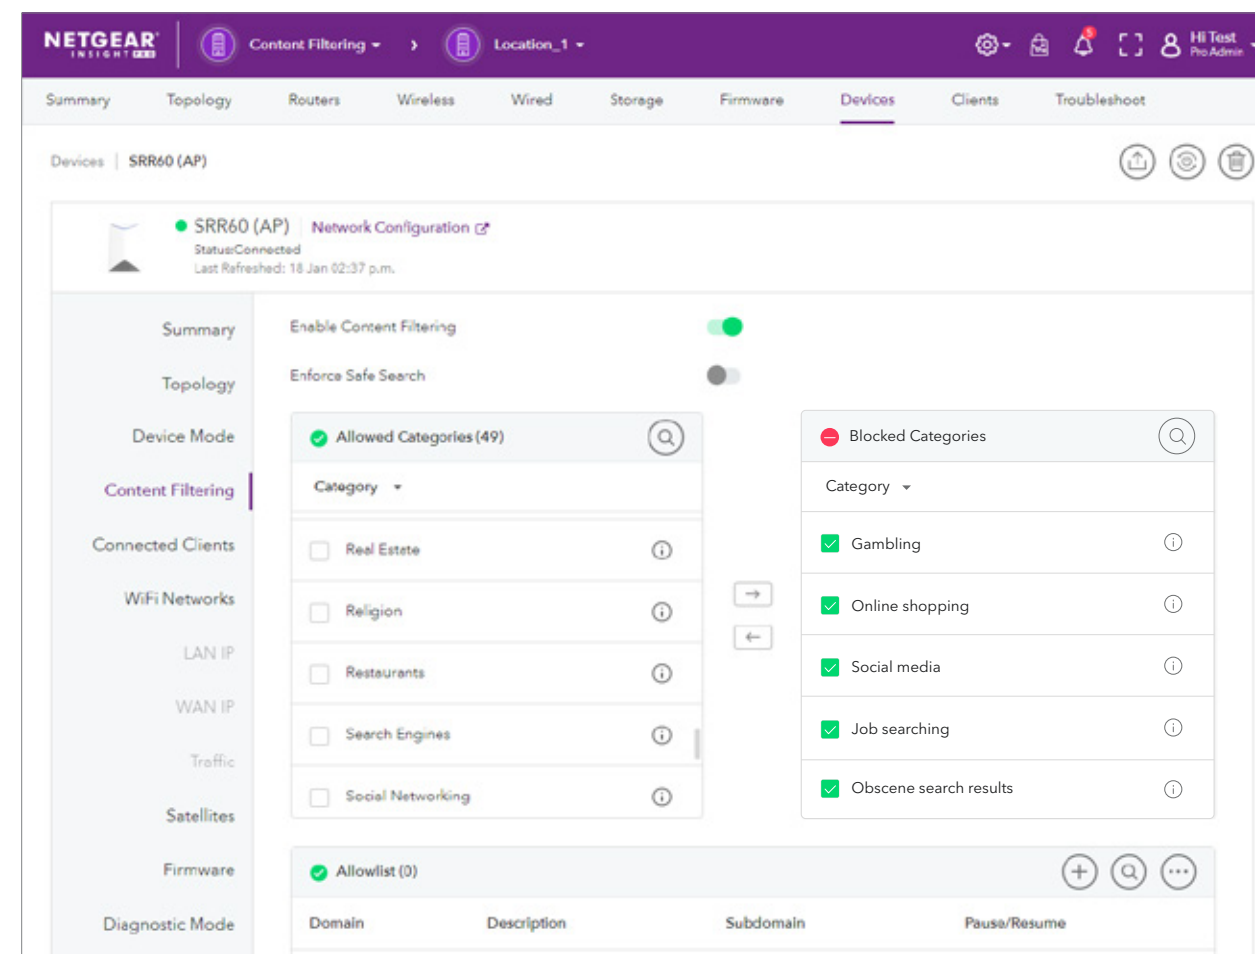 NETGEAR
INSIGHT PRO
Content Filtering
Location_1
5
Hi Test
Pro Admin
Summary Topology Routers Wireless Wired Storage Firmware Devices Clients Troubleshoot
Devices | SRR60 (AP)
SRR60 (AP) Network Configuration
Status:Connected
Last Refreshed: 18 Jan 02:37 p.m.
Summary
Topology
Device Mode
Content Filtering
Connected Clients
WiFi Networks
LAN IP
WAN IP
Traffic
Satellites
Firmware
Diagnostic Mode
Enable Content Filtering
Enforce Safe Search
Allowed Categories (49)
Category
Real Estate
Religion
Restaurants
Search Engines
Social Networking
Blocked Categories
Category
Gambling
Online shopping
Social media
Job searching
Obscene search results
Allowlist (0)
Domain Description Subdomain Pause/Resume